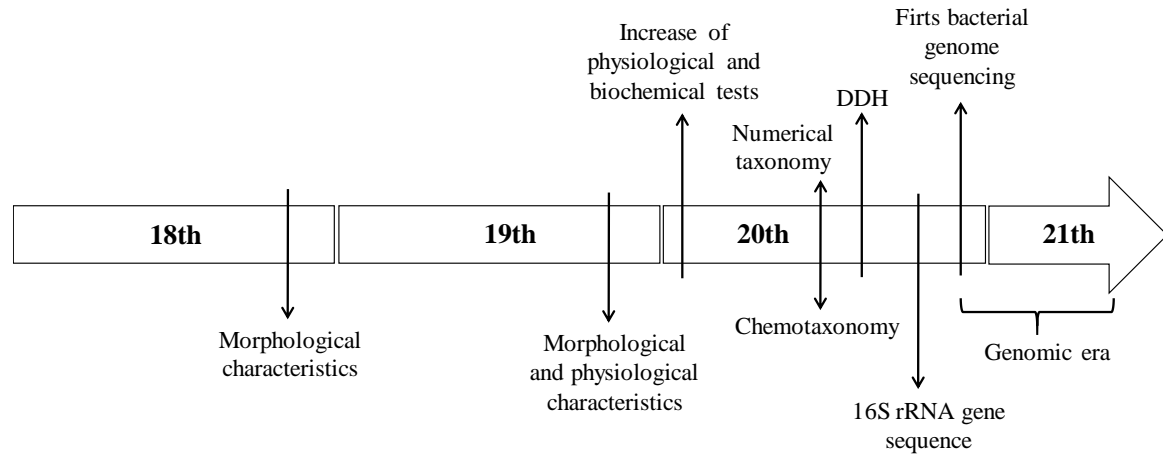 Increase of
physiological and
biochemical tests
Firts bacterial
genome
sequencing
DDH
Numerical
taxonomy
18th
19th
20th
21th
Morphological
characteristics
Morphological
and physiological
characteristics
Chemotaxonomy
16S rRNA gene
sequence
Genomic era